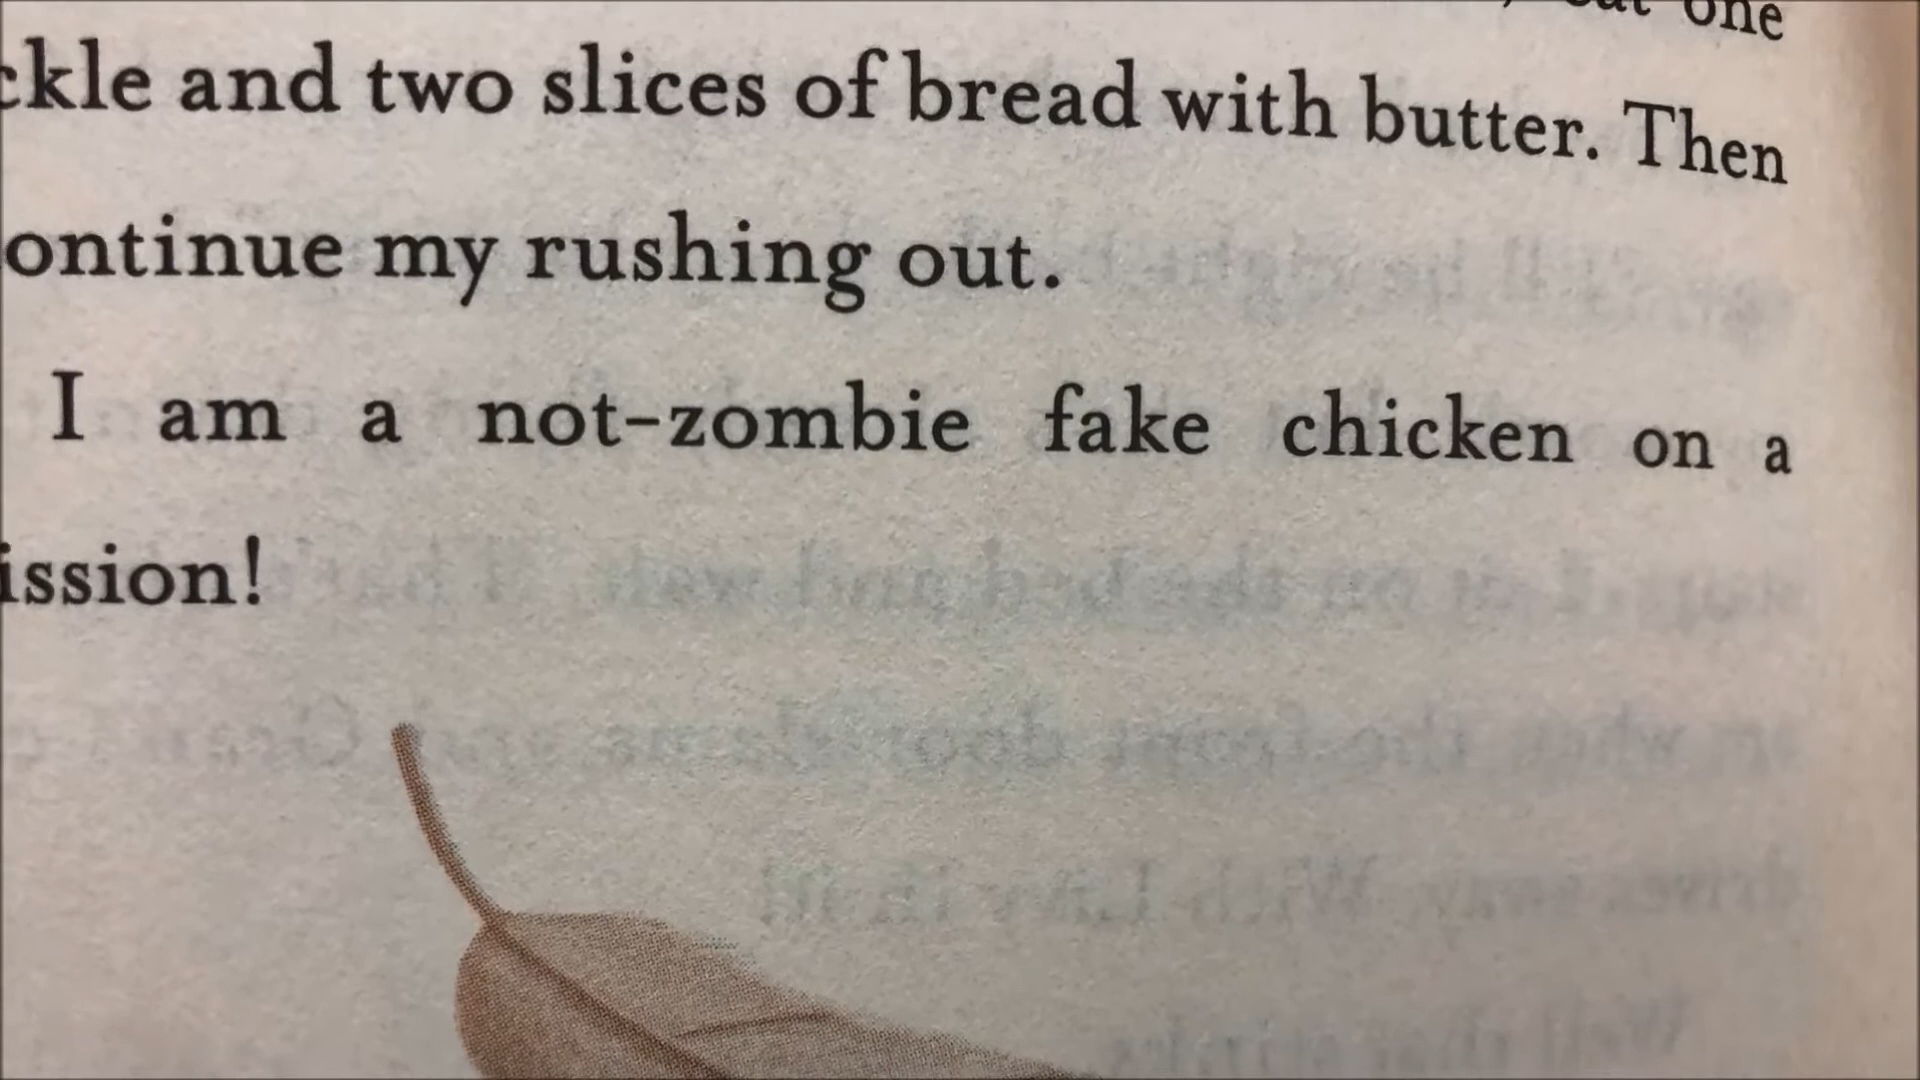 one
ckle and two slices of bread with butter. Then
ontinue my rushing out.
I am a not-zombie fake chicken on a
ission!